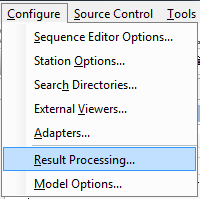 Configure Source Control Tools
Sequence Editor Options...
Station Options...
Search Directories...
External Viewers...
Adapters...
Result Processing...
Model Options...